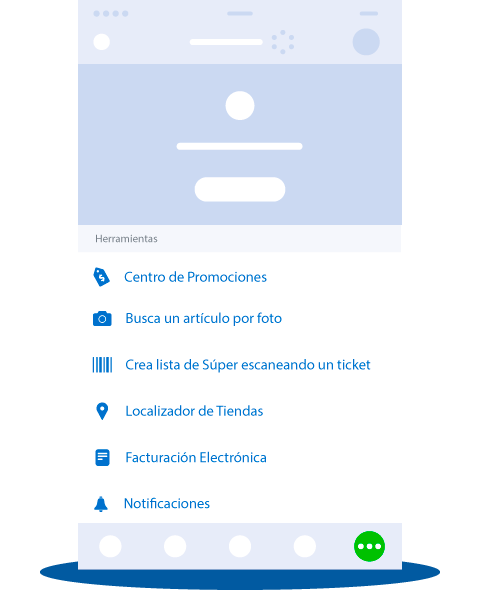 Herramientas
Centro de Promociones
Busca un artículo por foto
Crea lista de Súper escaneando un ticket
Localizador de Tiendas
Facturación Electrónica
Notificaciones